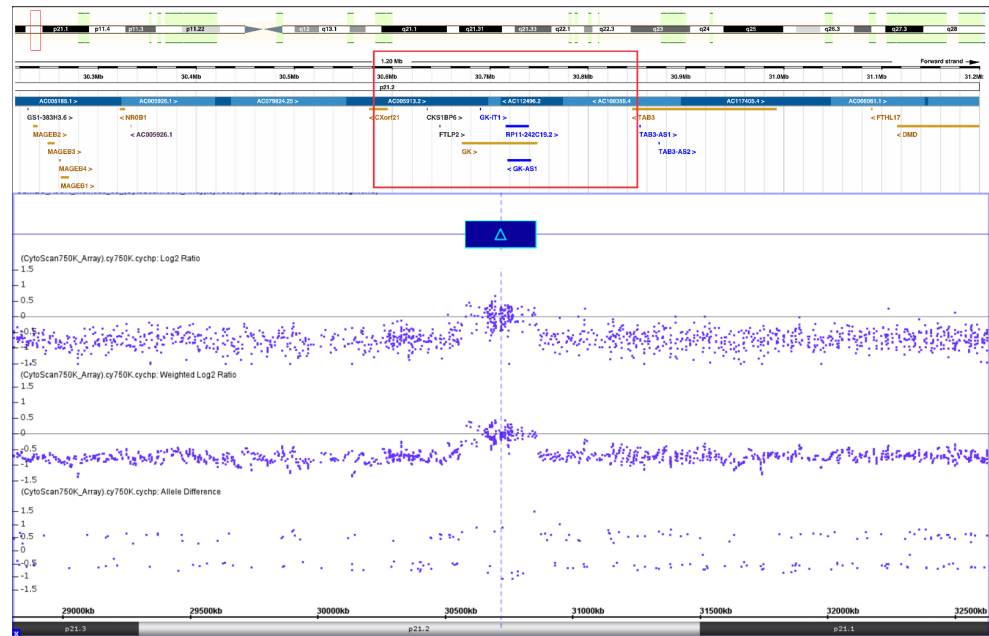 p21.1 p11.4 p11.3 p11.22 q12 q13.1 q21.1 q21.31 q21.33 q22.1 q22.3 q23 q24 q25 q26.3 q27.3 q28
1.20 Mb Forward strand
30.3Mb 30.4Mb 30.5Mb 30.6Mb 30.7Mb 30.8Mb 30.9Mb 31.0Mb 31.1Mb 31.2Mb
p21.2
AC005185.1 > AC005926.1 > AC079824.25 > AC005913.2 > < AC112496.2 < AC108359.4 AC117405.4 > AC006061.1 >
GS1-383H3.6 > < NR0B1 < CXorf21 CKS1BP6 > GK-IT1 > < TAB3 < FTHL17
MAGEB2 > < AC005926.1 FTLP2 > RP11-242C19.2 > TAB3-AS1 > < DMD
MAGEB3 > GK > TAB3-AS2 >
MAGEB4 > < GK-AS1
MAGEB1 >
(CytoScan750K_Array).cy750K.cychp: Log2 Ratio
1.5
1
0.5
0
-0.5
-1
-1.5
(CytoScan750K_Array).cy750K.cychp: Weighted Log2 Ratio
1.5
1
0.5
0
-0.5
-1
-1.5
(CytoScan750K_Array).cy750K.cychp: Allele Difference
1.5
1
0.5
0
-0.5
-1
-1.5
29000kb 29500kb 30000kb 30500kb 31000kb 31500kb 32000kb 32500kb
p21.3 p21.2 p21.1
x